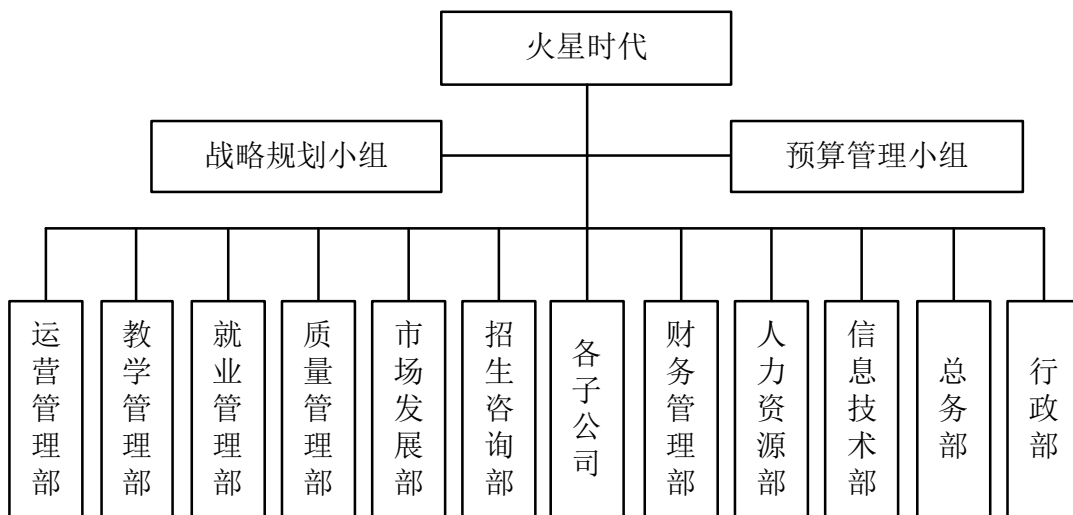 火星时代
战略规划小组
预算管理小组
运营管理部
教学管理部
就业管理部
质量管理部
市场发展部
招生咨询部
各子公司
财务管理部
人力资源部
信息技术部
总务部
行政部